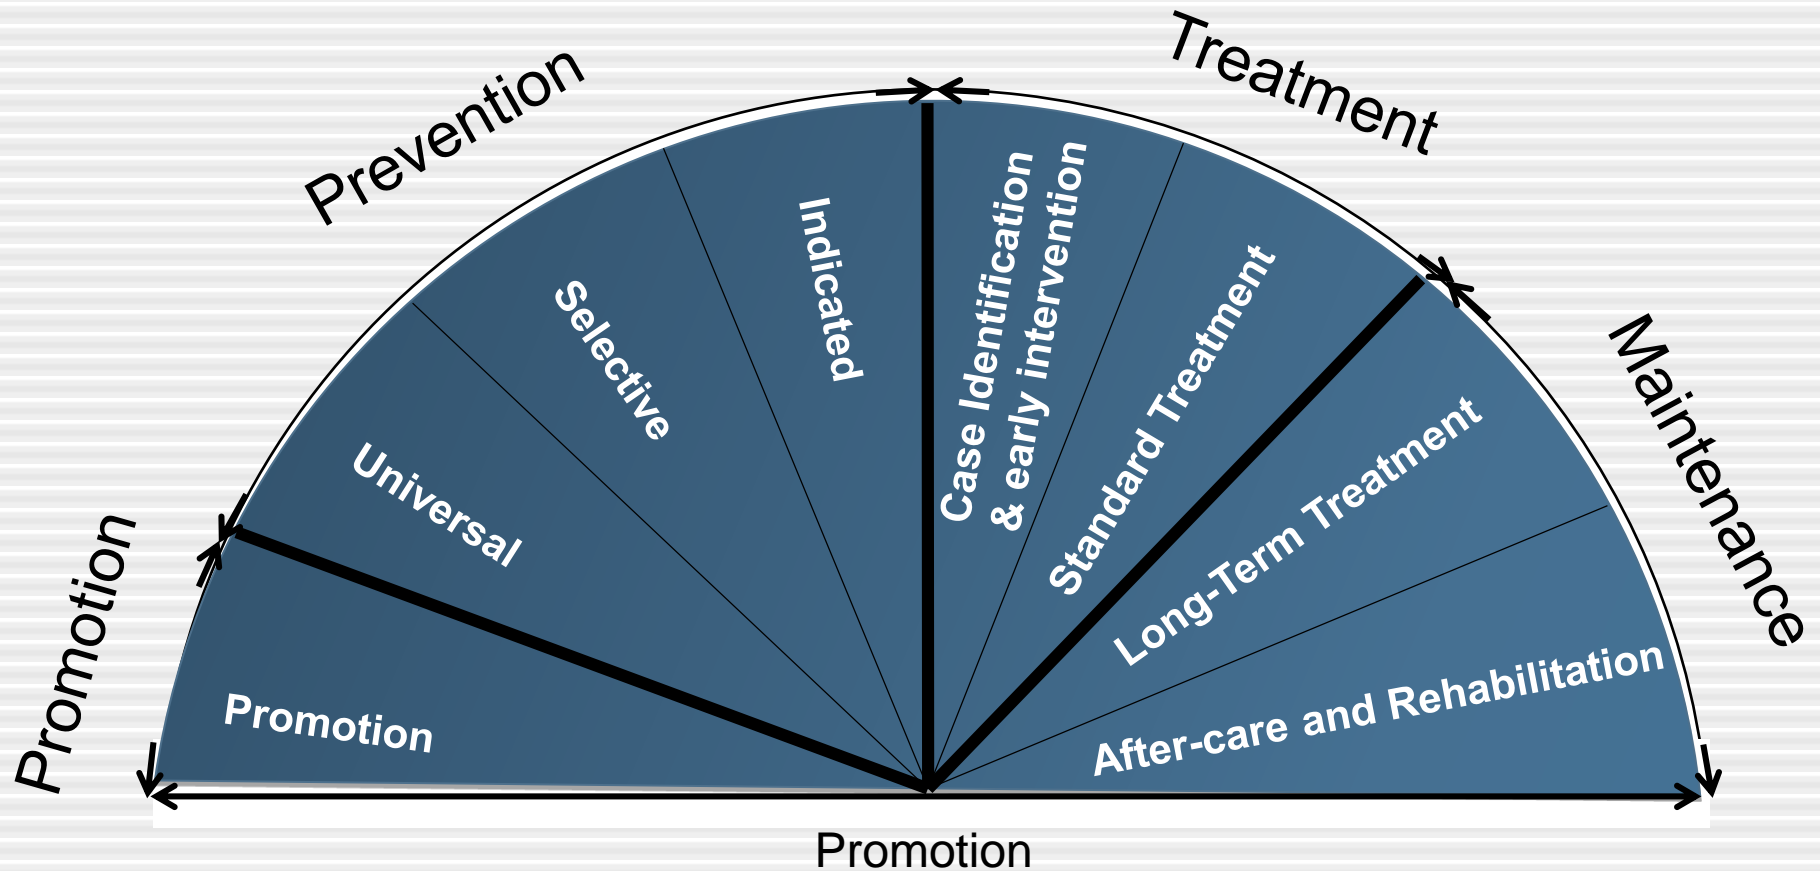 Prevention
Treatment
Maintenance
Promotion
Promotion
Universal
Selective
Indicated
Case Identification
& early intervention
Standard Treatment
Long-Term Treatment
After-care and Rehabilitation
Promotion